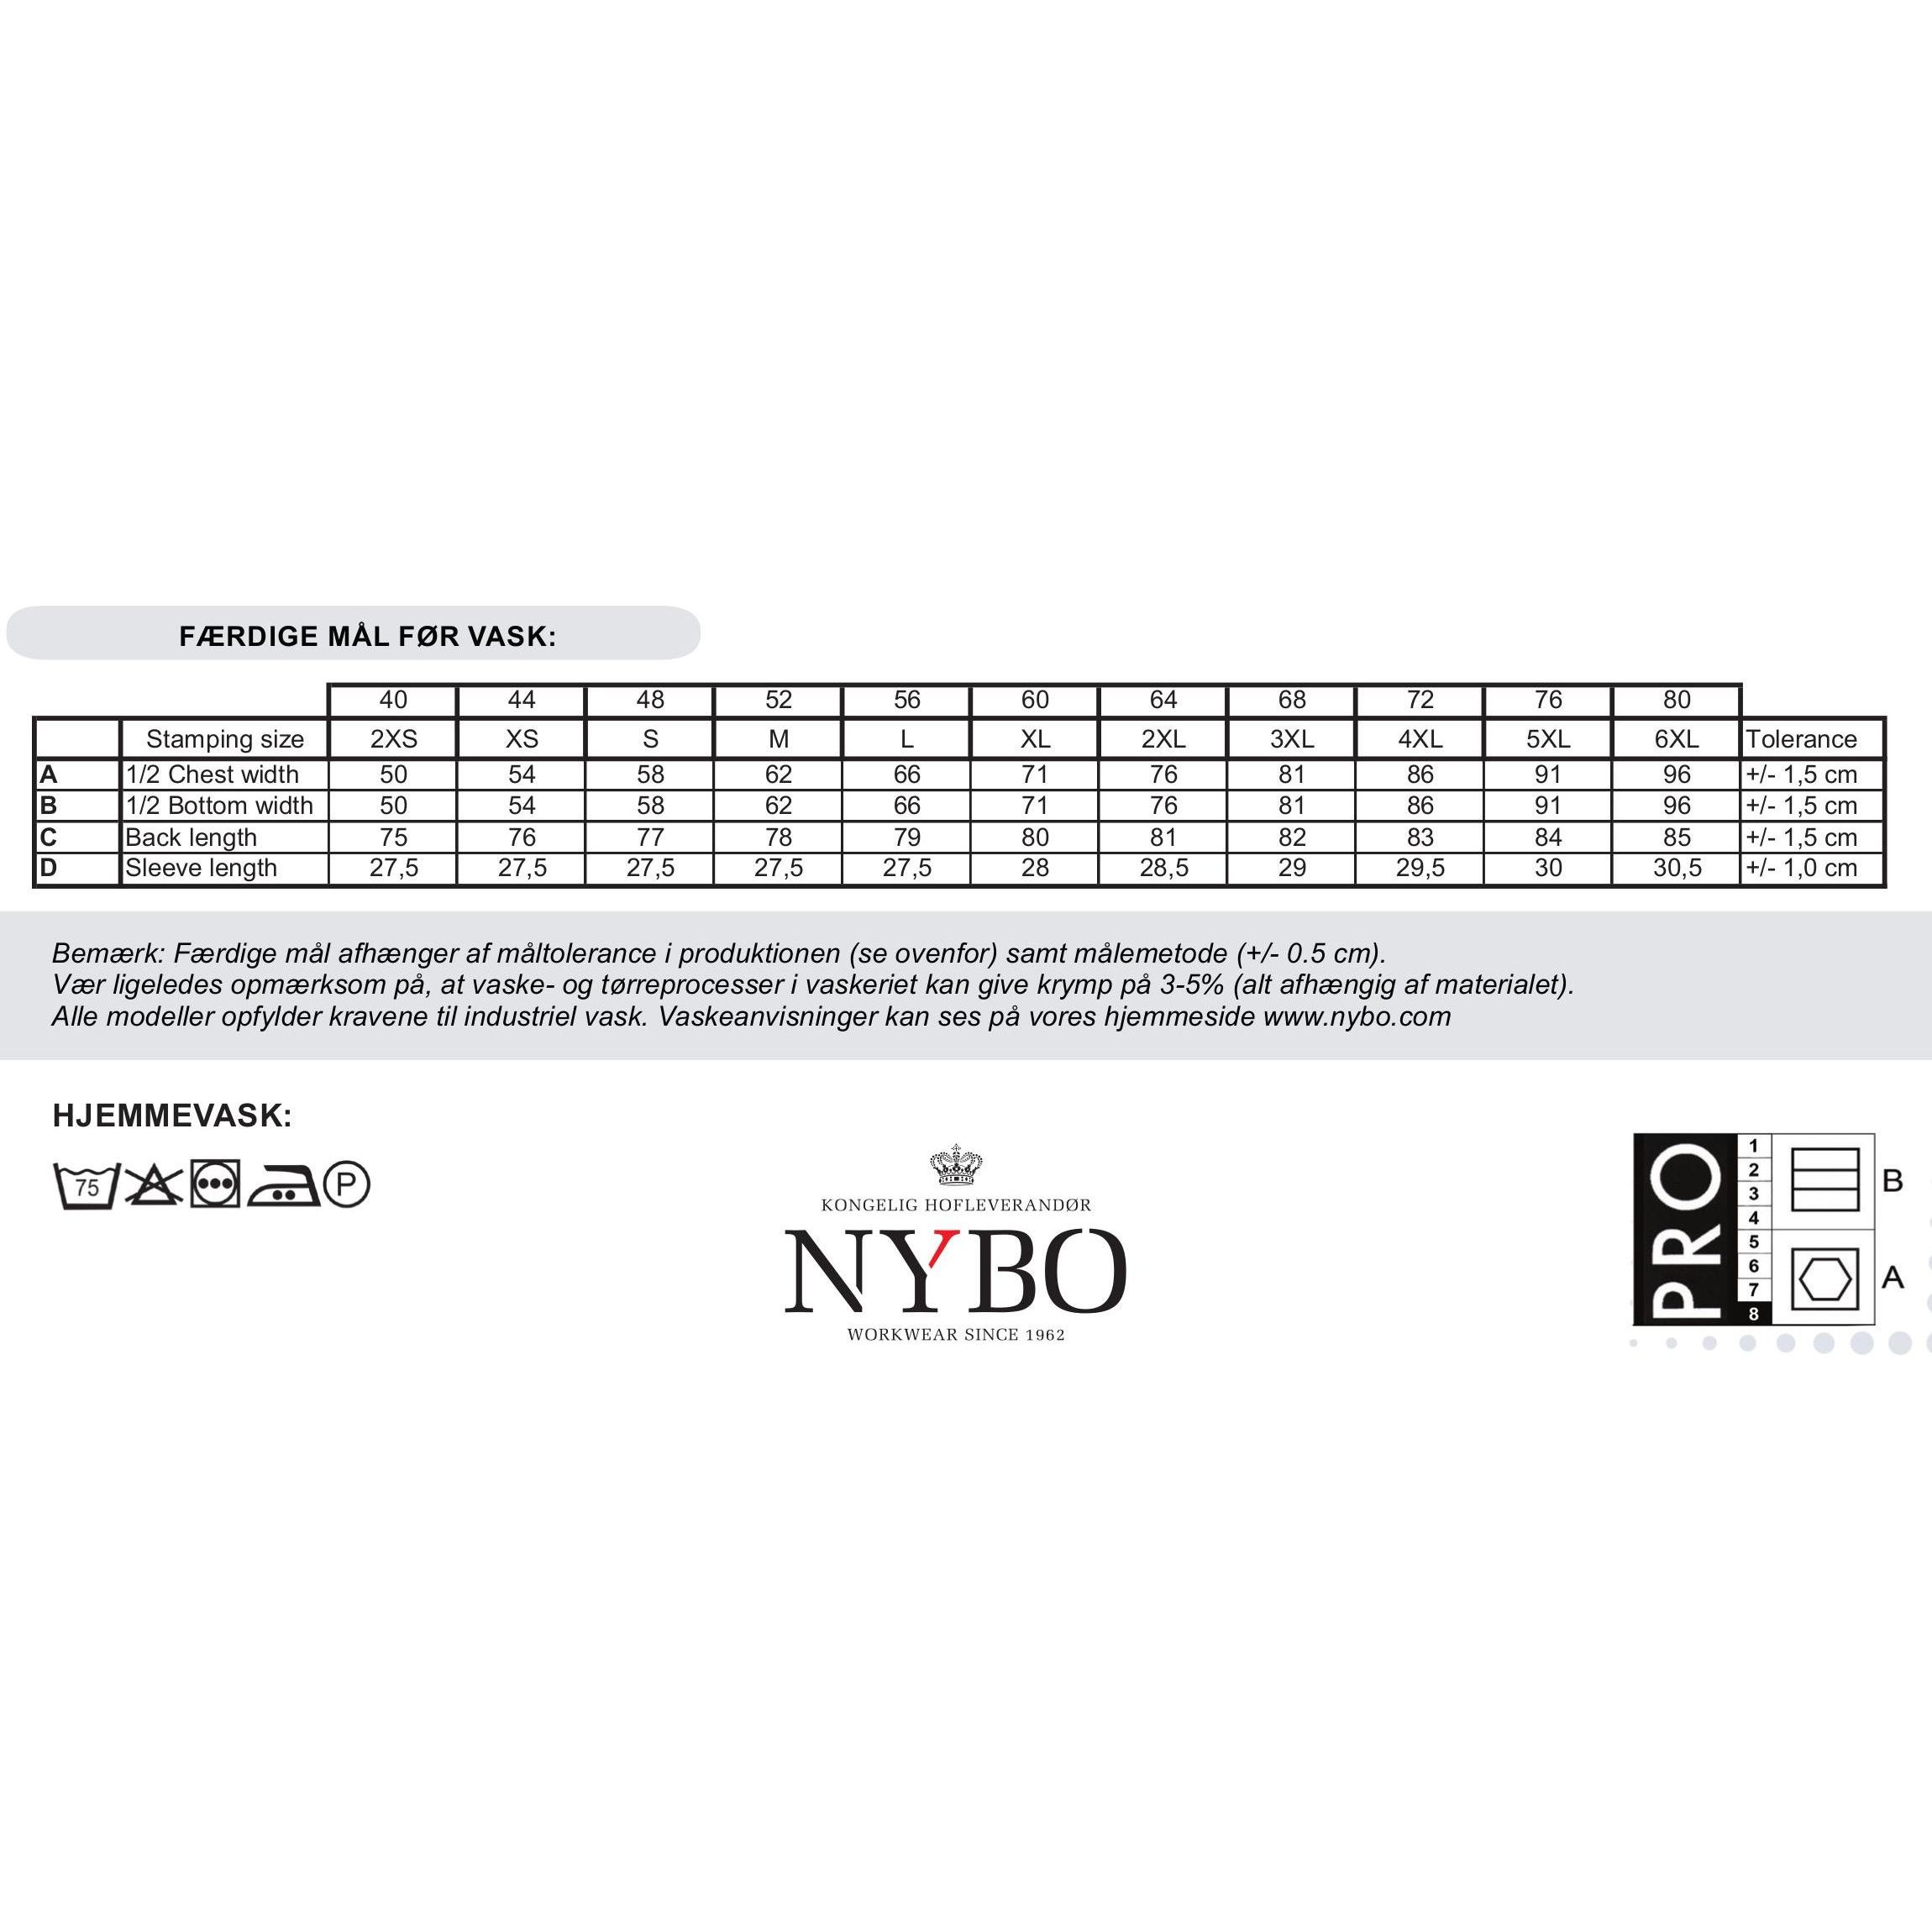 FÆRDIGE MÅL FØR VASK:
40 44 48 52 56 60 64 68 72 76 80
Stamping size 2XS XS S M L XL 2XL 3XL 4XL 5XL 6XL Tolerance
A 1/2 Chest width 50 54 58 62 66 71 76 81 86 91 96 +/- 1,5 cm
B 1/2 Bottom width 50 54 58 62 66 71 76 81 86 91 96 +/- 1,5 cm
C Back length 75 76 77 78 79 80 81 82 83 84 85 +/- 1,5 cm
D Sleeve length 27,5 27,5 27,5 27,5 27,5 28 28,5 29 29,5 30 30,5 +/- 1,0 cm
Bemærk: Færdige mål afhænger af måltolerance i produktionen (se ovenfor) samt målemetode (+/- 0.5 cm).
Vær ligeledes opmærksom på, at vaske- og tørreprocesser i vaskeriet kan give krymp på 3-5% (alt afhængig af materialet).
Alle modeller opfylder kravene til industriel vask. Vaskeanvisninger kan ses på vores hjemmeside www.nybo.com
HJEMMEVASK:
75 P
KONGELIG HOFLEVERANDØR
NYBO
WORKWEAR SINCE 1962
PRO
1
2
3
4
5
6
7
8
B
A